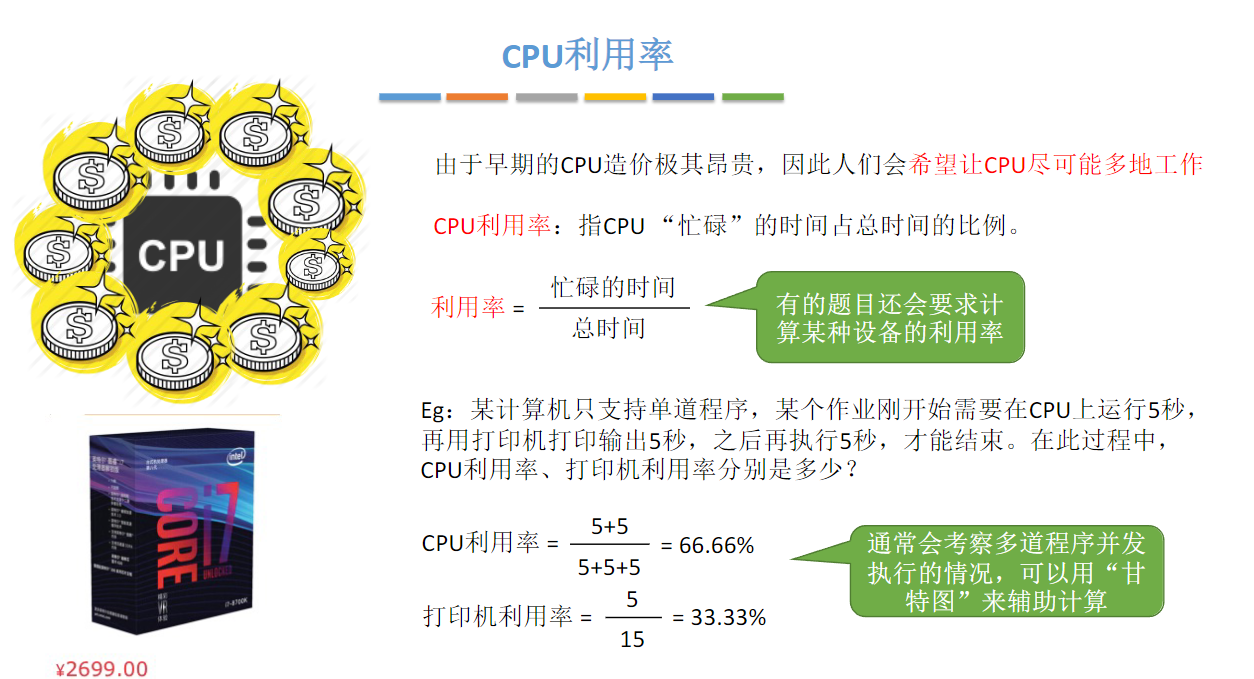 CPU利用率
由于早期的CPU造价极其昂贵，因此人们会希望让CPU尽可能多地工作
CPU利用率：指CPU “忙碌”的时间占总时间的比例。
CPU
利用率 =
忙碌的时间
总时间
有的题目还会要求计
算某种设备的利用率
Eg：某计算机只支持单道程序，某个作业刚开始需要在CPU上运行5秒，
再用打印机打印输出5秒，之后再执行5秒，才能结束。在此过程中，
CPU利用率、打印机利用率分别是多少？
intel
CORE
i7
UNLOCKED
VR
i7-8700K
CPU利用率 =
5+5
5+5+5
= 66.66%
通常会考察多道程序并发
执行的情况，可以用“甘
特图”来辅助计算
打印机利用率 =
5
15
= 33.33%
¥2699.00